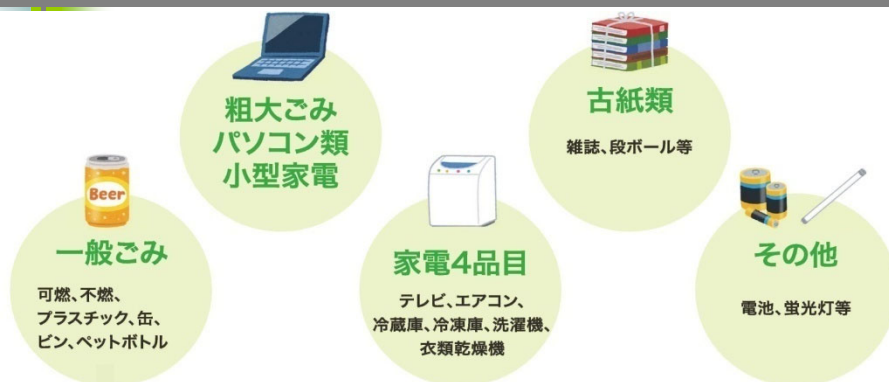 粗大ごみ
パソコン類
小型家電
古紙類
雑誌、段ボール等
Beer
一般ごみ
可燃、不燃、
プラスチック、缶、
ビン、ペットボトル
家電4品目
テレビ、エアコン、
冷蔵庫、冷凍庫、洗濯機、
衣類乾燥機
その他
電池、蛍光灯等